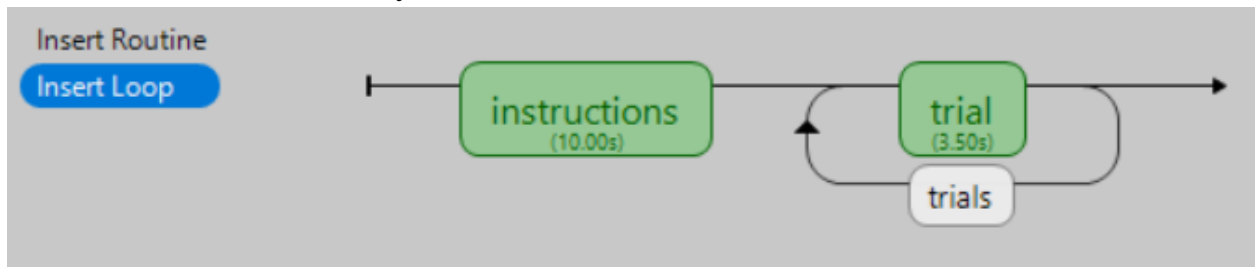 Insert Routine
Insert Loop
instructions
(10.00s)
trial
(3.50s)
trials